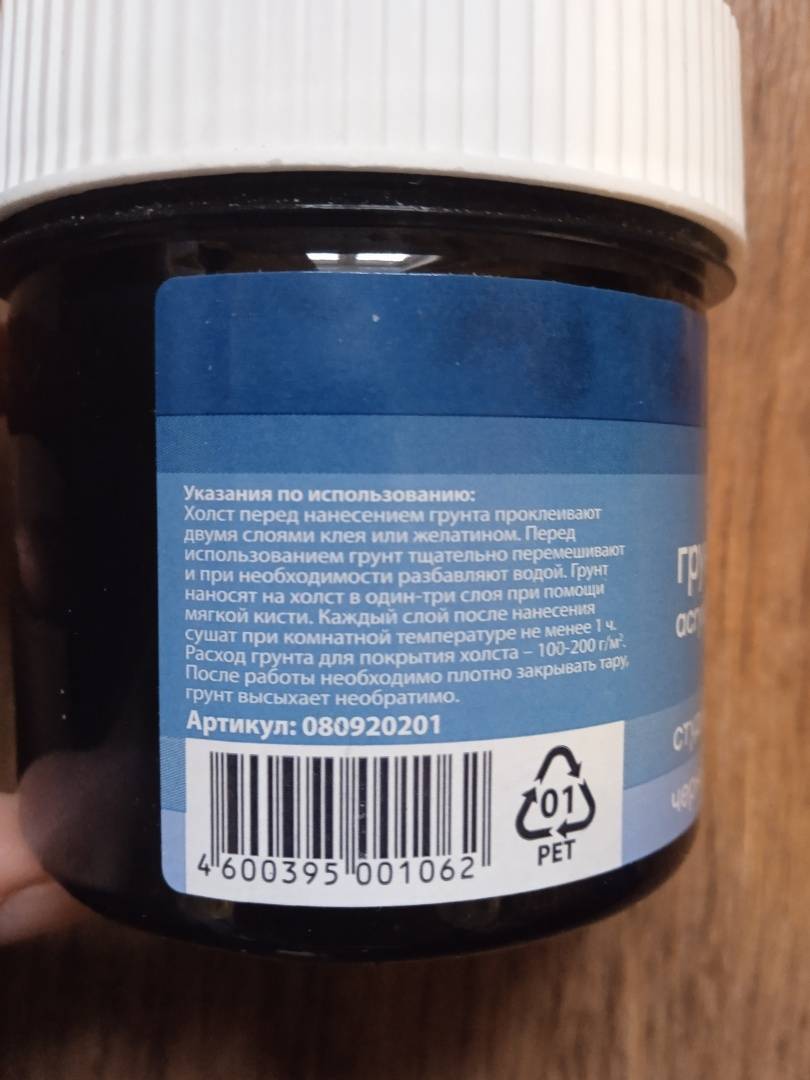 Указания по использованию:
Холст перед нанесением грунта проклеивают
двумя слоями клея или желатином. Перед
использованием грунт тщательно перемешивают
и при необходимости разбавляют водой. Грунт
наносят на холст в один-три слоя при помощи
мягкой кисти. Каждый слой после нанесения
сушат при комнатной температуре не менее 1 ч.
Расход грунта для покрытия холста – 100-200 г/м².
После работы необходимо плотно закрывать тару,
грунт высыхает необратимо.
Артикул: 080920201
4 600395 001062
01
PET